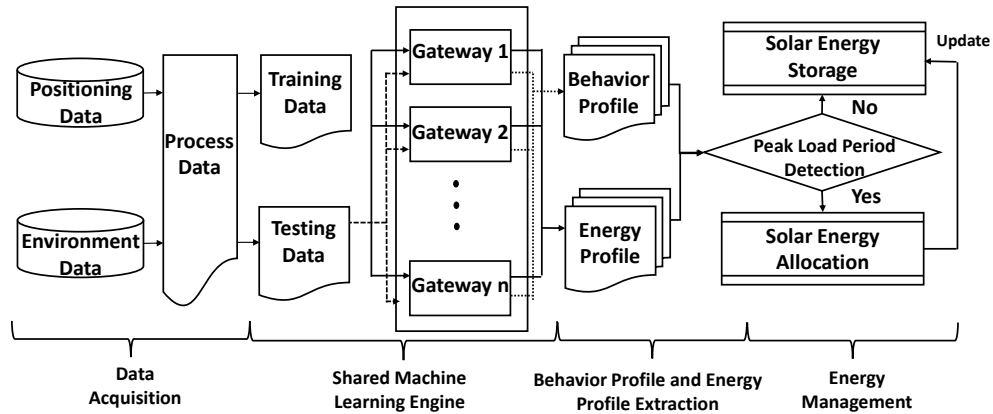 Positioning
Data
Environment
Data
Process
Data
Training
Data
Testing
Data
Gateway 1
Gateway 2
Gateway n
Behavior
Profile
Energy
Profile
Solar Energy
Storage
Update
No
Peak Load Period
Detection
Yes
Solar Energy
Allocation
Data
Acquisition
Shared Machine
Learning Engine
Behavior Profile and Energy
Profile Extraction
Energy
Management